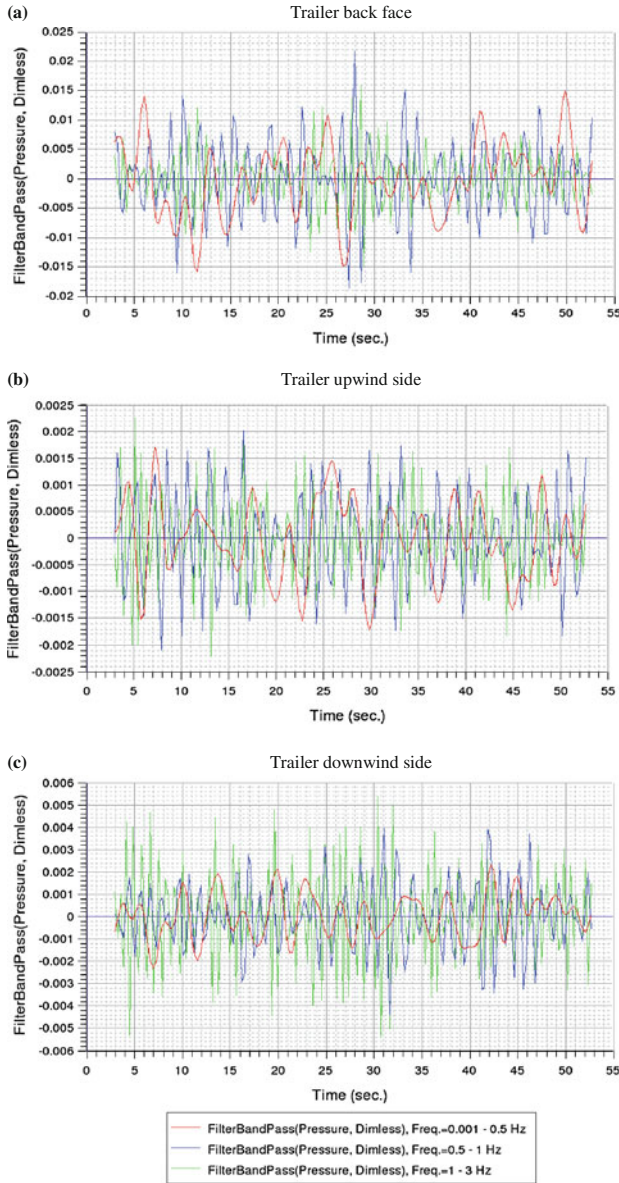 (a) Trailer back face
FilterBandPass(Pressure, Dimless)
0.025
0.02
0.015
0.01
0.005
0
-0.005
-0.01
-0.015
-0.02
0 5 10 15 20 25 30 35 40 45 50 55
Time (sec.)
(b) Trailer upwind side
FilterBandPass(Pressure, Dimless)
0.0025
0.002
0.0015
0.001
0.0005
0
-0.0005
-0.001
-0.0015
-0.002
-0.0025
0 5 10 15 20 25 30 35 40 45 50 55
Time (sec.)
(c) Trailer downwind side
FilterBandPass(Pressure, Dimless)
0.006
0.005
0.004
0.003
0.002
0.001
0
-0.001
-0.002
-0.003
-0.004
-0.005
-0.006
0 5 10 15 20 25 30 35 40 45 50 55
Time (sec.)
FilterBandPass(Pressure, Dimless), Freq.=0.001 - 0.5 Hz
FilterBandPass(Pressure, Dimless), Freq.=0.5 - 1 Hz
FilterBandPass(Pressure, Dimless), Freq.=1 - 3 Hz